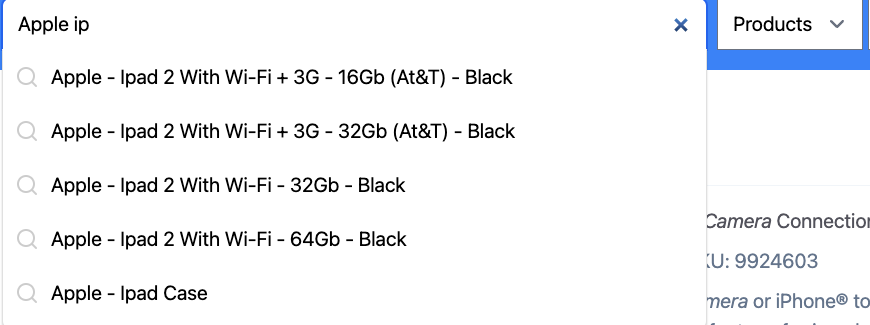 Apple ip
Products
Apple - Ipad 2 With Wi-Fi + 3G - 16Gb (At&T) - Black
Apple - Ipad 2 With Wi-Fi + 3G - 32Gb (At&T) - Black
Apple - Ipad 2 With Wi-Fi - 32Gb - Black
Camera Connection
Apple - Ipad 2 With Wi-Fi - 64Gb - Black
KU: 9924603
Apple - Ipad Case
mera or iPhone® to